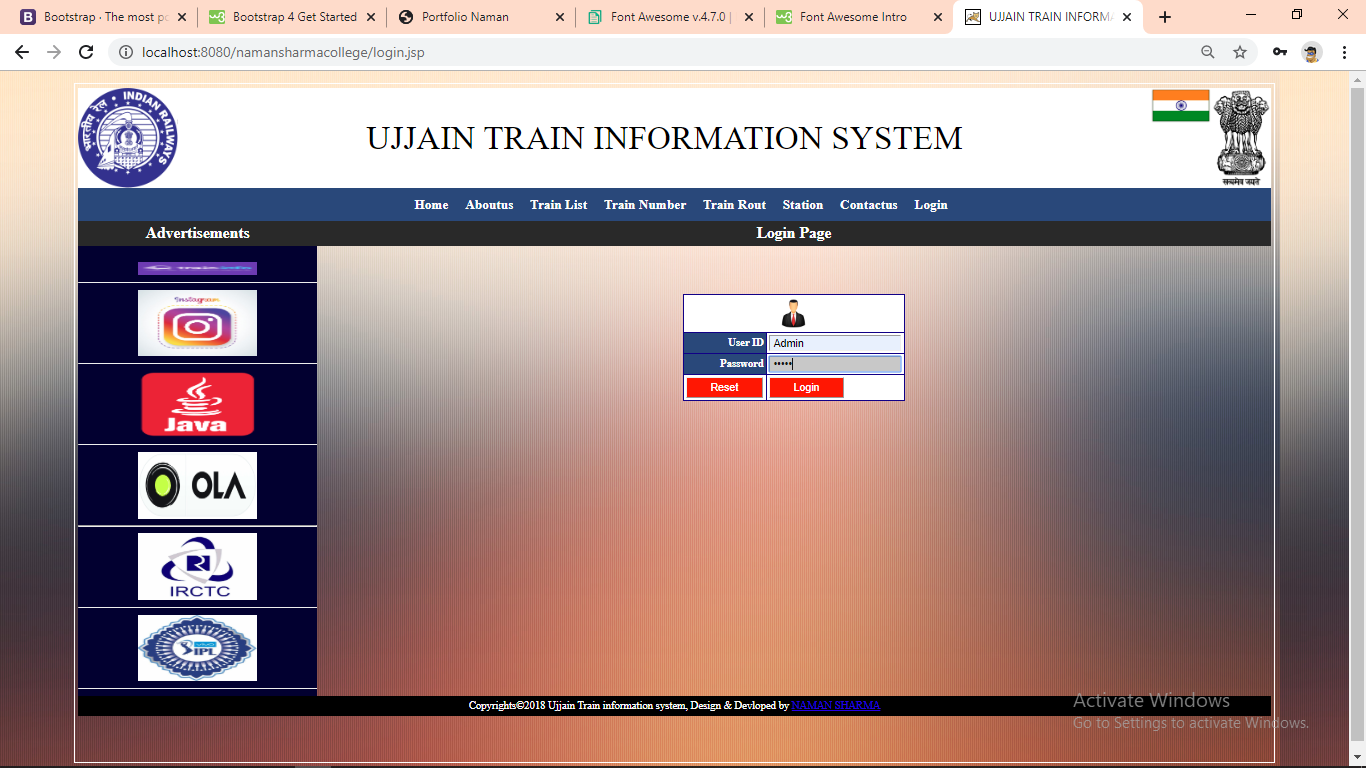 Bootstrap · The most po
Bootstrap 4 Get Started
Portfolio Naman
Font Awesome v.4.7.0 |
Font Awesome Intro
UJJAIN TRAIN INFORMA
localhost:8080/namansharmacollege/login.jsp
भारतीय रेल • INDIAN RAILWAYS
UJJAIN TRAIN INFORMATION SYSTEM
सत्यमेव जयते
Home Aboutus Train List Train Number Train Rout Station Contactus Login
Advertisements
Login Page
Instagram
Java
OLA
IRCTC
IPL
User ID Admin
Password •••••
Reset Login
Copyrights©2018 Ujjain Train information system, Design & Devloped by NAMAN SHARMA
Activate Windows
Go to Settings to activate Windows.